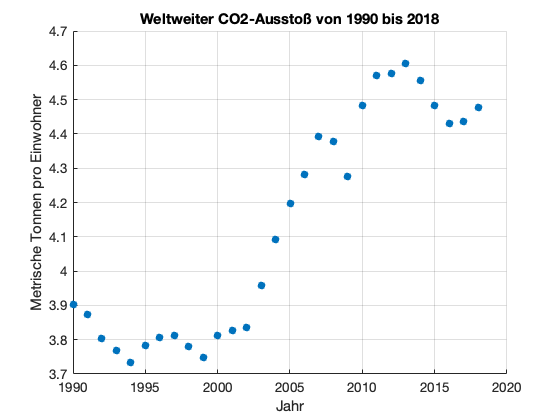 Weltweiter CO2-Ausstoß von 1990 bis 2018
4.7
4.6
4.5
4.4
4.3
4.2
4.1
4
3.9
3.8
3.7
Metrische Tonnen pro Einwohner
1990 1995 2000 2005 2010 2015 2020
Jahr